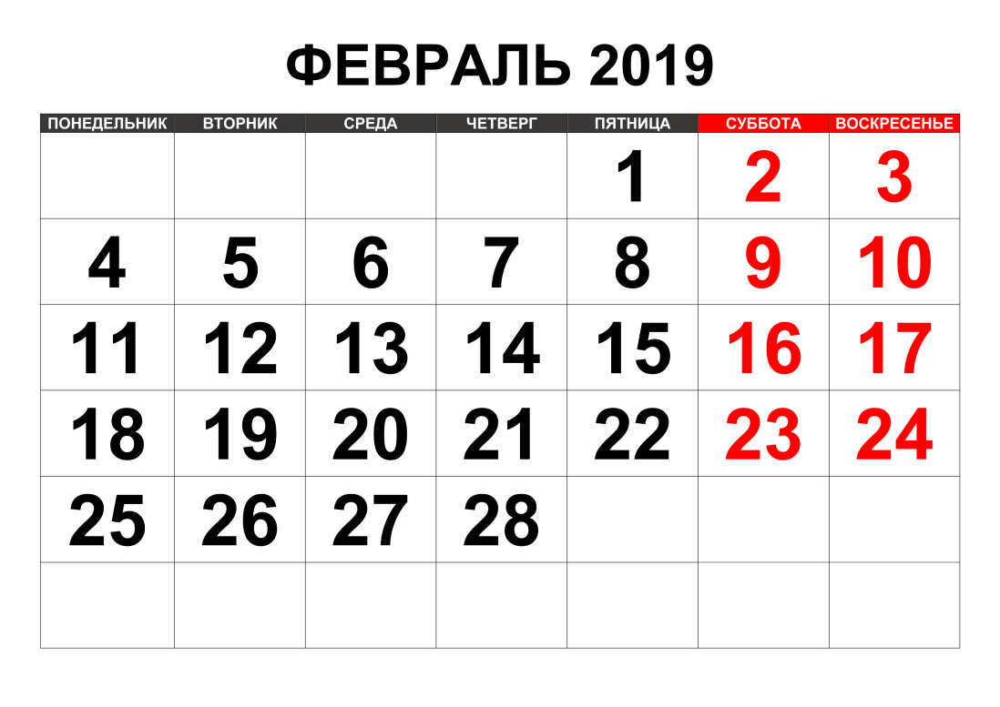 ФЕВРАЛЬ 2019
ПОНЕДЕЛЬНИК ВТОРНИК СРЕДА ЧЕТВЕРГ ПЯТНИЦА СУББОТА ВОСКРЕСЕНЬЕ
1 2 3
4 5 6 7 8 9 10
11 12 13 14 15 16 17
18 19 20 21 22 23 24
25 26 27 28